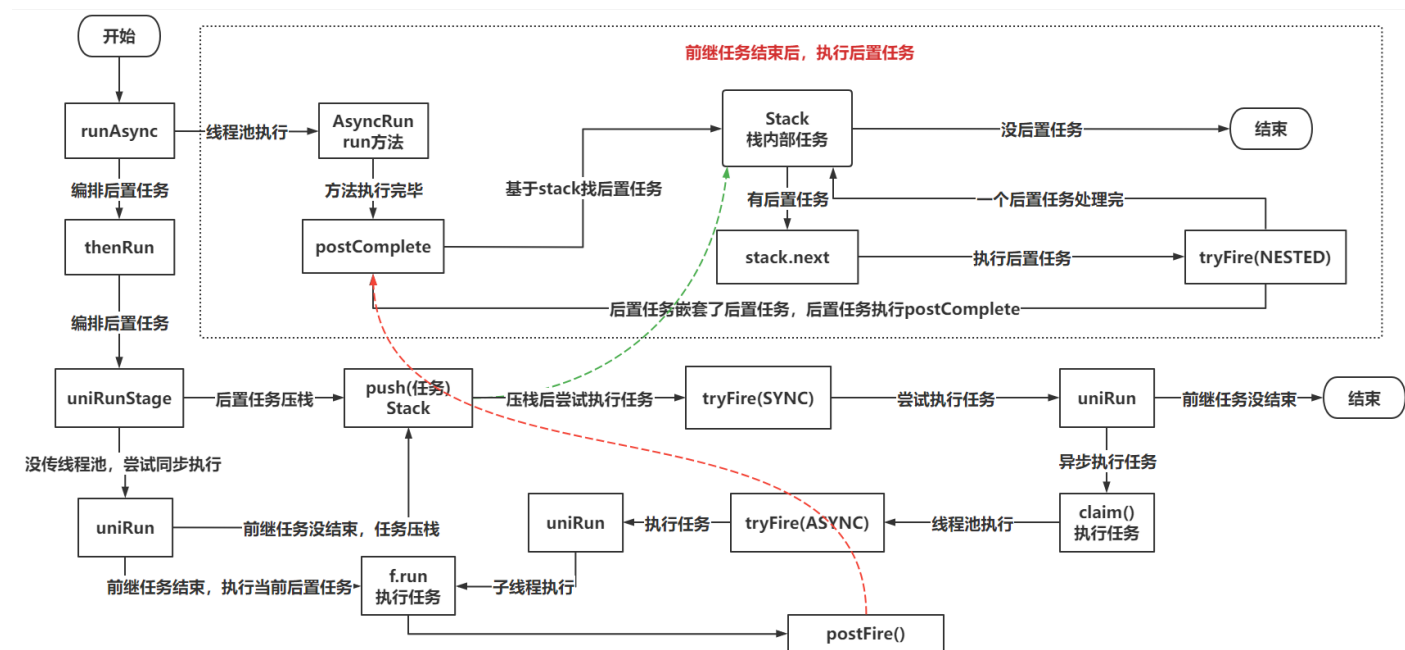 开始
前继任务结束后，执行后置任务
runAsync
线程池执行
AsyncRun
run方法
Stack
栈内部任务
没后置任务
结束
编排后置任务
方法执行完毕
基于stack找后置任务
有后置任务
一个后置任务处理完
thenRun
postComplete
stack.next
执行后置任务
tryFire(NESTED)
后置任务嵌套了后置任务，后置任务执行postComplete
编排后置任务
uniRunStage
后置任务压栈
push(任务)
Stack
压栈后尝试执行任务
tryFire(SYNC)
尝试执行任务
uniRun
前继任务没结束
结束
没传线程池，尝试同步执行
异步执行任务
uniRun
前继任务没结束，任务压栈
uniRun
执行任务
tryFire(ASYNC)
线程池执行
claim()
执行任务
前继任务结束，执行当前后置任务
f.run
执行任务
子线程执行
postFire()